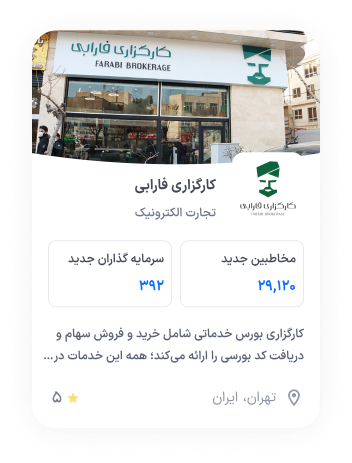 کارگزاری فارابی
FARABI BROKERAGE
کارگزاری فارابی
FARABI BROKERAGE
کارگزاری فارابی
تجارت الکترونیک
مخاطبین جدید
۲۹,۱۲۰
سرمایه گذاران جدید
۳۹۲
کارگزاری بورس خدماتی شامل خرید و فروش سهام و
دریافت کد بورسی را ارائه می‌کند؛ همه این خدمات در...
تهران، ایران
۵